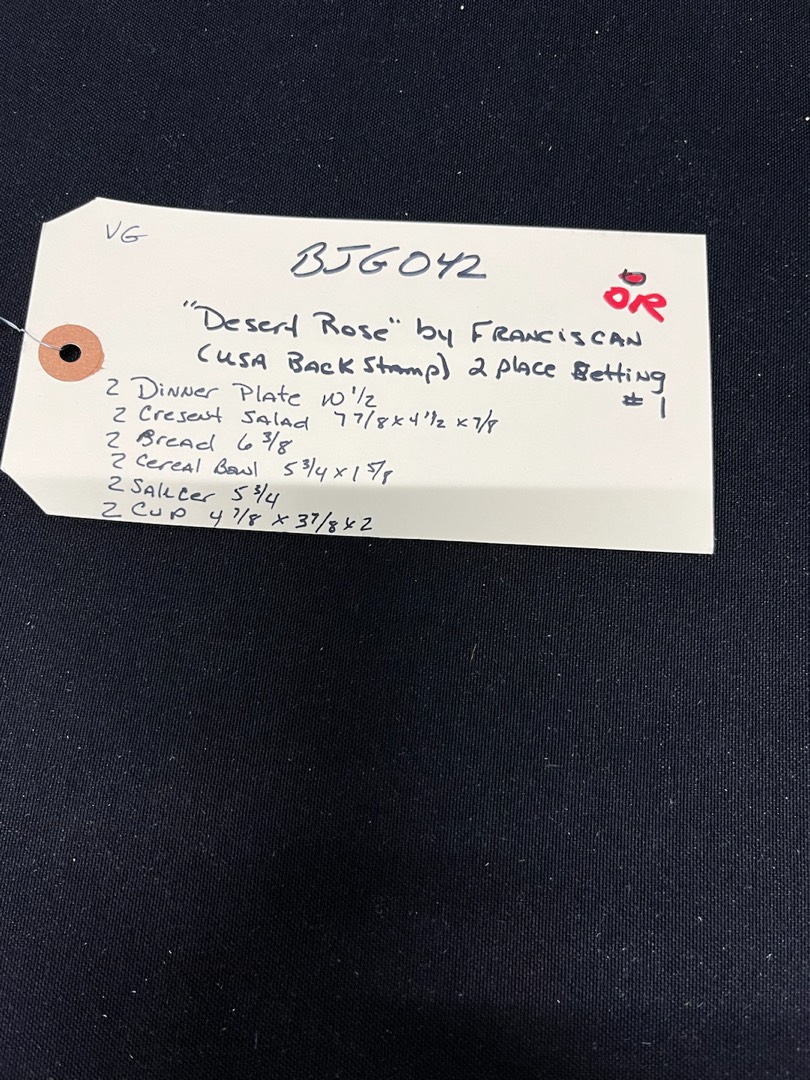 VG
BJG042
OR
"Desert Rose" by FRANCISCAN
(USA BACK Stamp) 2 place Setting
# 1
2 Dinner Plate 10 1/2
2 Cresent Salad 7 7/8 x 4 1/2 x 7/8
2 Bread 6 3/8
2 Cereal Bowl 5 3/4 x 1 5/8
2 Saucer 5 3/4
2 Cup 4 7/8 x 3 7/8 x 2